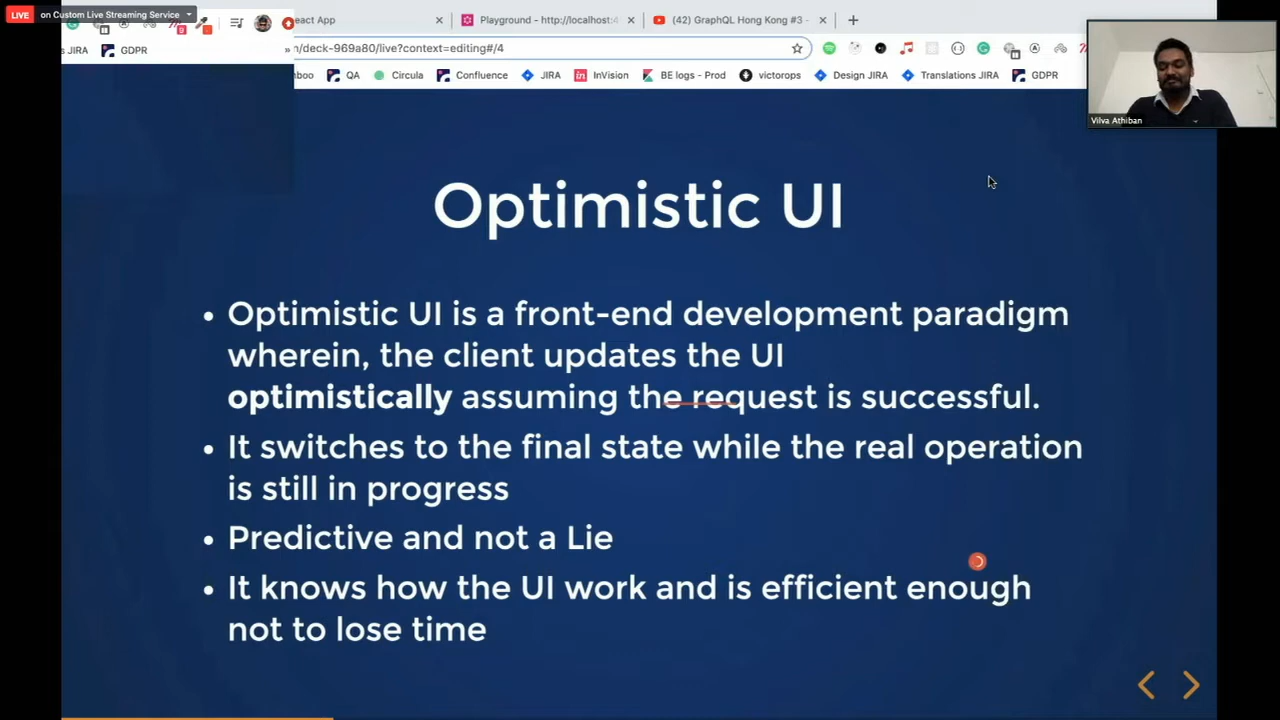 LIVE on Custom Live Streaming Service
eact App
Playground - http://localhost:4
(42) GraphQL Hong Kong #3 -
s JIRA
GDPR
»
/deck-969a80/live?context=editing#/4
QA
Circula
Confluence
JIRA
InVision
BE logs - Prod
victorops
Design JIRA
Translations JIRA
GDPR
Vilva Athiban
Optimistic UI
• Optimistic UI is a front-end development paradigm
wherein, the client updates the UI
optimistically assuming the request is successful.
• It switches to the final state while the real operation
is still in progress
• Predictive and not a Lie
• It knows how the UI work and is efficient enough
not to lose time